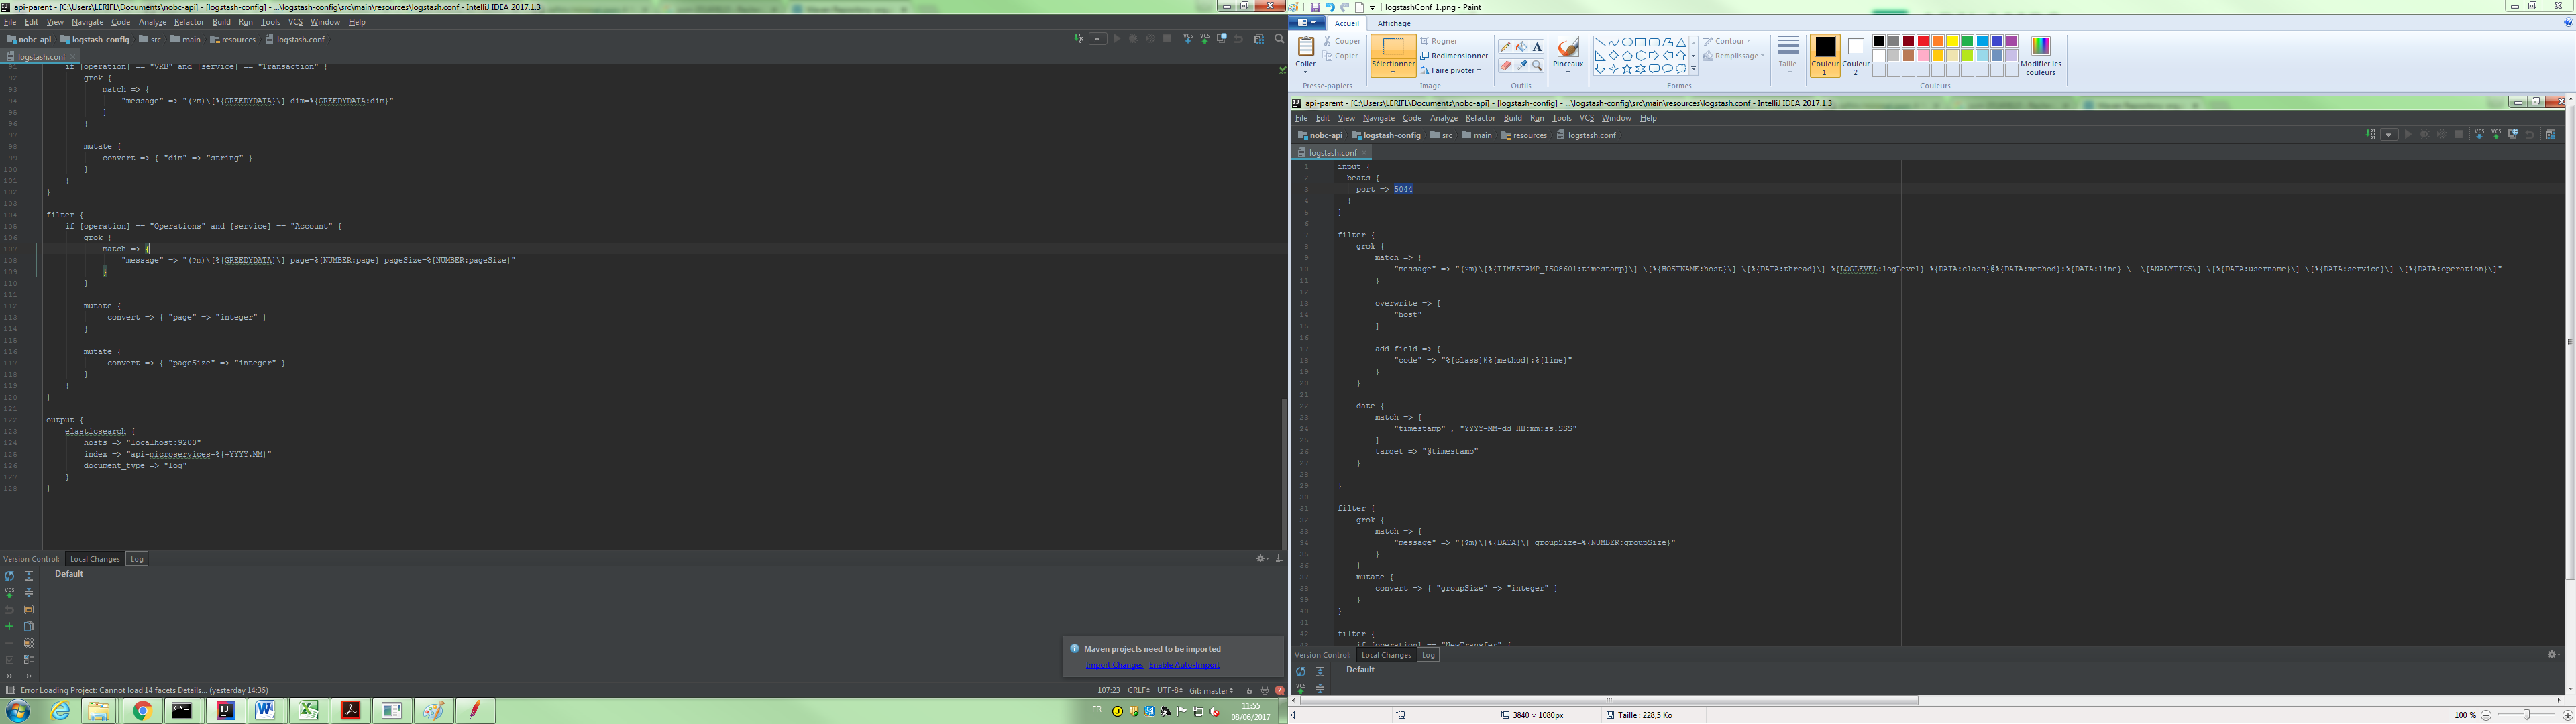 api-parent - [C:\Users\LERIFL\Documents\nobc-api] - [logstash-config] - ...\logstash-config\src\main\resources\logstash.conf - IntelliJ IDEA 2017.1.3
File Edit View Navigate Code Analyze Refactor Build Run Tools VCS Window Help
nobc-api logstash-config src main resources logstash.conf
logstash.conf
91 if [operation] == "VRB" and [service] == "Transaction" {
92 grok {
93 match => {
94 "message" => "(?m)\[%{GREEDYDATA}\] dim=%{GREEDYDATA:dim}"
95 }
96 }
97
98 mutate {
99 convert => { "dim" => "string" }
100 }
101 }
102 }
103
104 filter {
105 if [operation] == "Operations" and [service] == "Account" {
106 grok {
107 match => {
108 "message" => "(?m)\[%{GREEDYDATA}\] page=%{NUMBER:page} pageSize=%{NUMBER:pageSize}"
109 }
110 }
111
112 mutate {
113 convert => { "page" => "integer" }
114 }
115
116 mutate {
117 convert => { "pageSize" => "integer" }
118 }
119 }
120 }
121
122 output {
123 elasticsearch {
124 hosts => "localhost:9200"
125 index => "api-microservices-%{+YYYY.MM}"
126 document_type => "log"
127 }
128 }
Version Control: Local Changes Log
Default
Maven projects need to be imported
Import Changes Enable Auto-Import
Error Loading Project: Cannot load 14 facets Details... (yesterday 14:36)
107:23 CRLF UTF-8 Git: master
FR
11:55
08/06/2017
logstashConf_1.png - Paint
Accueil Affichage
Coller
Couper
Copier
Presse-papiers
Sélectionner
Rogner
Redimensionner
Faire pivoter
Image
Outils
Pinceaux
Contour
Remplissage
Formes
Taille
Couleur 1
Couleur 2
Modifier les couleurs
Couleurs
api-parent - [C:\Users\LERIFL\Documents\nobc-api] - [logstash-config] - ...\logstash-config\src\main\resources\logstash.conf - IntelliJ IDEA 2017.1.3
File Edit View Navigate Code Analyze Refactor Build Run Tools VCS Window Help
nobc-api logstash-config src main resources logstash.conf
logstash.conf
1 input {
2 beats {
3 port => 5044
4 }
5 }
6
7 filter {
8 grok {
9 match => {
10 "message" => "(?m)\[%{TIMESTAMP_ISO8601:timestamp}\] \[%{HOSTNAME:host}\] \[%{DATA:thread}\] %{LOGLEVEL:logLevel} %{DATA:class}@%{DATA:method}:%{DATA:line} \- \[ANALYTICS\] \[%{DATA:username}\] \[%{DATA:service}\] \[%{DATA:operation}\]"
11 }
12
13 overwrite => [
14 "host"
15 ]
16
17 add_field => {
18 "code" => "%{class}@%{method}:%{line}"
19 }
20 }
21
22 date {
23 match => [
24 "timestamp" , "YYYY-MM-dd HH:mm:ss.SSS"
25 ]
26 target => "@timestamp"
27 }
28
29 }
30
31 filter {
32 grok {
33 match => {
34 "message" => "(?m)\[%{DATA}\] groupSize=%{NUMBER:groupSize}"
35 }
36 }
37 mutate {
38 convert => { "groupSize" => "integer" }
39 }
40 }
41
42 filter {
if [operation] == "NewTransfer" {
Version Control: Local Changes Log
Default
3840 × 1080px
Taille : 228,5 Ko
100 %